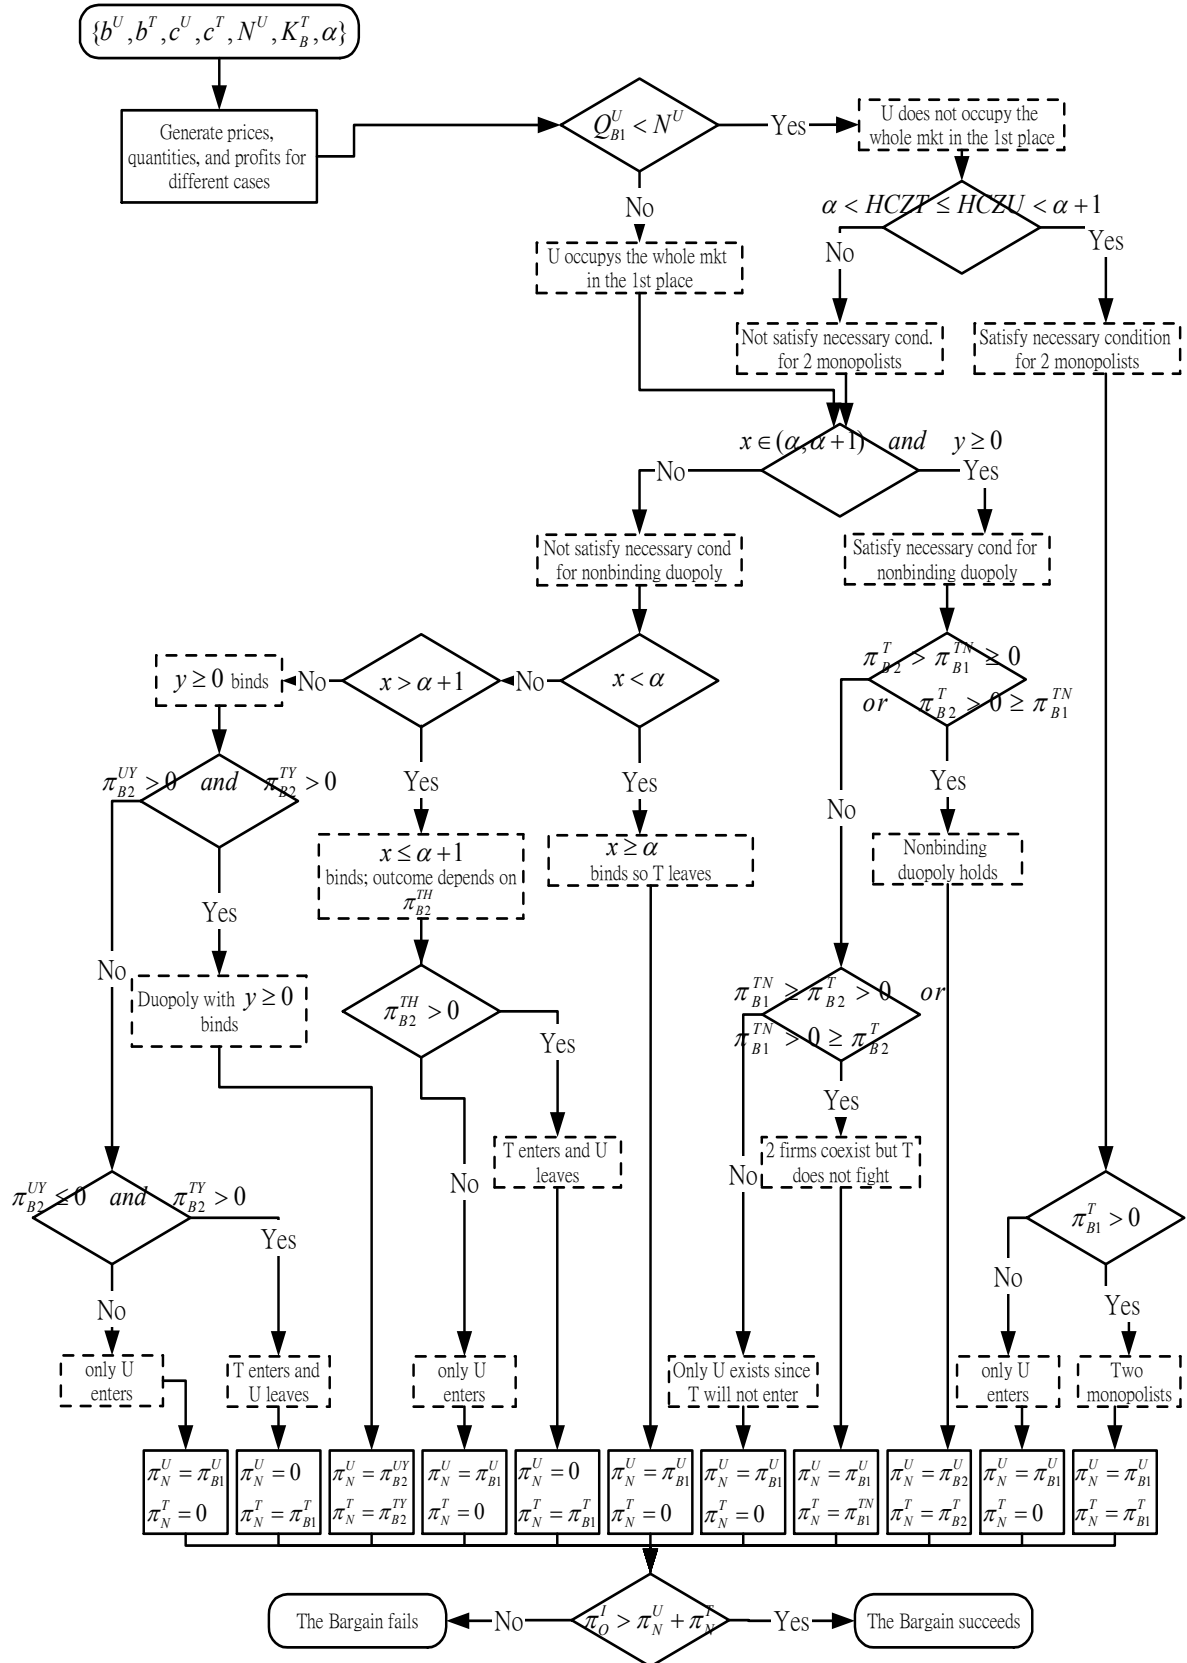 {b^U, b^T, c^U, c^T, N^U, K_B^T, α}
Generate prices,
quantities, and profits for
different cases
Q_{B1}^U < N^U
Yes
U does not occupy the
whole mkt in the 1st place
No
α < HCZT ≤ HCZU < α + 1
U occupys the whole mkt
in the 1st place
No
Yes
Not satisfy necessary cond.
for 2 monopolists
Satisfy necessary condition
for 2 monopolists
x ∈ (α, α + 1) and y ≥ 0
No
Yes
Not satisfy necessary cond
for nonbinding duopoly
Satisfy necessary cond for
nonbinding duopoly
y ≥ 0 binds
No
x > α + 1
No
x < α
π_{B2}^T > π_{B1}^{TN} ≥ 0
or π_{B2}^T > 0 ≥ π_{B1}^{TN}
π_{B2}^{UY} > 0 and π_{B2}^{TY} > 0
Yes
Yes
No
Yes
x ≤ α + 1
binds; outcome depends on
π_{B2}^{TH}
x ≥ α
binds so T leaves
Nonbinding
duopoly holds
Yes
No
Duopoly with y ≥ 0
binds
π_{B2}^{TH} > 0
π_{B1}^{TN} ≥ π_{B2}^T > 0 or
π_{B1}^{TN} > 0 ≥ π_{B2}^T
Yes
Yes
T enters and U
leaves
2 firms coexist but T
does not fight
No
No
π_{B2}^{UY} ≤ 0 and π_{B2}^{TY} > 0
π_{B1}^T > 0
Yes
No
No
Yes
only U
enters
T enters and
U leaves
only U
enters
Only U exists since
T will not enter
only U
enters
Two
monopolists
π_N^U = π_{B1}^U
π_N^T = 0
π_N^U = 0
π_N^T = π_{B1}^T
π_N^U = π_{B2}^{UY}
π_N^T = π_{B2}^{TY}
π_N^U = π_{B1}^U
π_N^T = 0
π_N^U = 0
π_N^T = π_{B1}^T
π_N^U = π_{B1}^U
π_N^T = 0
π_N^U = π_{B1}^U
π_N^T = 0
π_N^U = π_{B1}^U
π_N^T = π_{B1}^{TN}
π_N^U = π_{B2}^U
π_N^T = π_{B2}^T
π_N^U = π_{B1}^U
π_N^T = 0
π_N^U = π_{B1}^U
π_N^T = π_{B1}^T
The Bargain fails
No
π_O^I > π_N^U + π_N^T
Yes
The Bargain succeeds